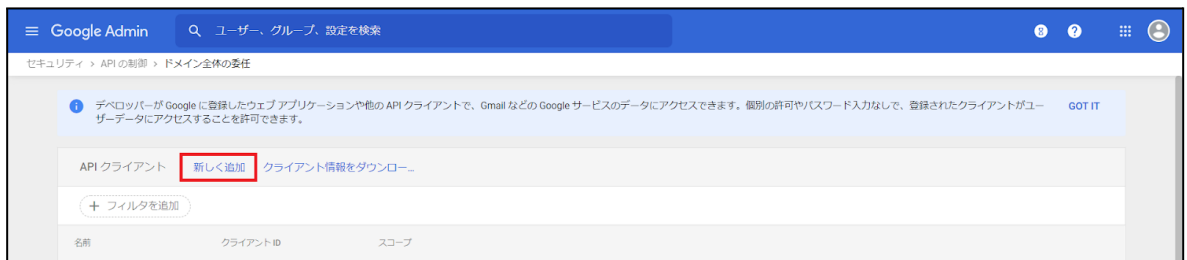 Google Admin
ユーザー、グループ、設定を検索
セキュリティ > API の制御 > ドメイン全体の委任
デベロッパーが Google に登録したウェブ アプリケーションや他の API クライアントで、Gmail などの Google サービスのデータにアクセスできます。個別の許可やパスワード入力なしで、登録されたクライアントがユー
ザーデータにアクセスすることを許可できます。
GOT IT
API クライアント 新しく追加 クライアント情報をダウンロー...
+ フィルタを追加
名前 クライアント ID スコープ